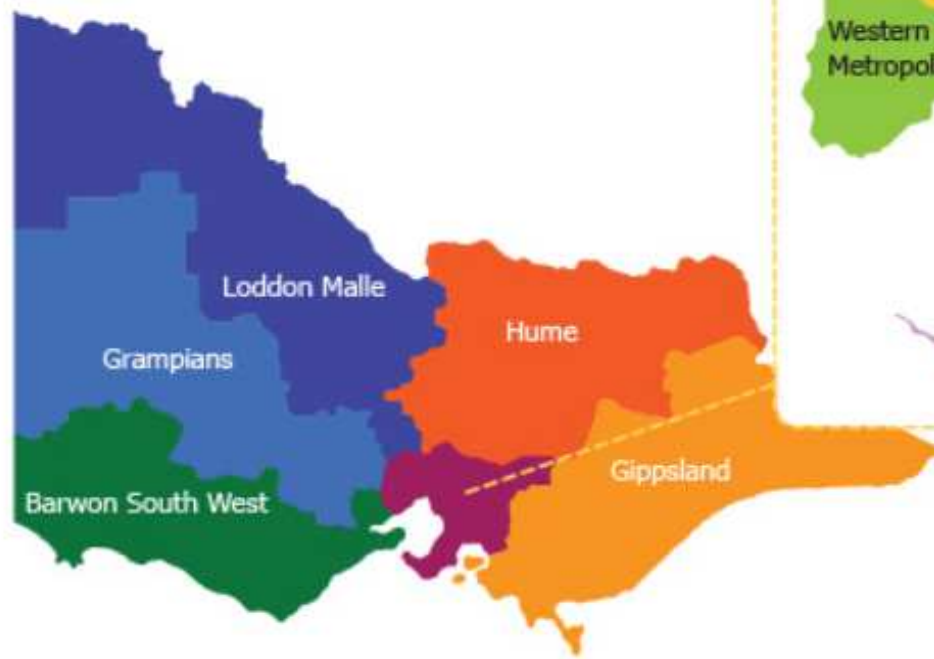 Western
Metropol
Loddon Malle
Hume
Grampians
Gippsland
Barwon South West